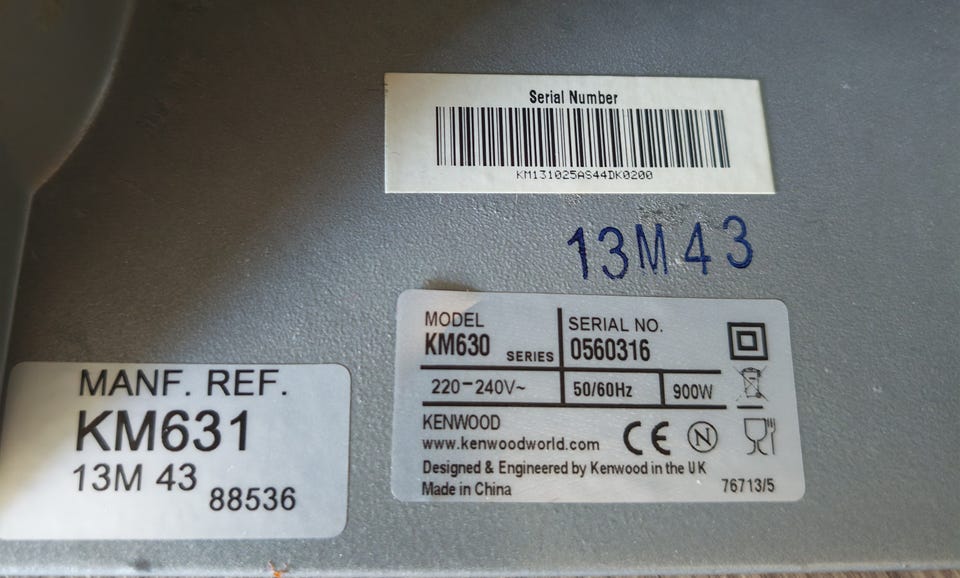 Serial Number
KM131025AS44DK0200
13M43
MODEL
KM630 SERIES
SERIAL NO.
0560316
220-240V~ 50/60Hz 900W
KENWOOD
www.kenwoodworld.com
CE N
Designed & Engineered by Kenwood in the UK
Made in China
76713/5
MANF. REF.
KM631
13M 43
88536